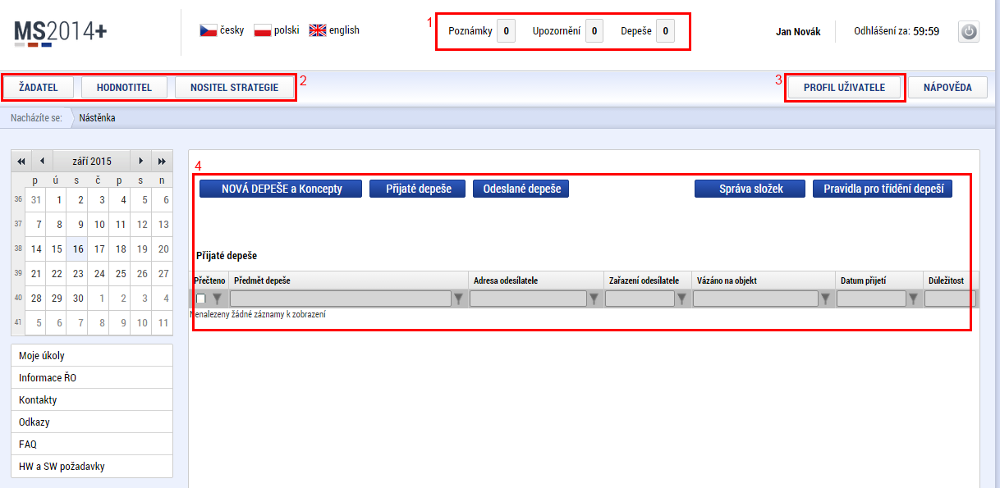 MS2014+
česky polski english
1
Poznámky 0 Upozornění 0 Depeše 0
Jan Novák
Odhlášení za: 59:59
ŽADATEL HODNOTITEL NOSITEL STRATEGIE 2
3 PROFIL UŽIVATELE NÁPOVĚDA
Nacházíte se: Nástěnka
září 2015
p ú s č p s n
36 31 1 2 3 4 5 6
37 7 8 9 10 11 12 13
38 14 15 16 17 18 19 20
39 21 22 23 24 25 26 27
40 28 29 30 1 2 3 4
41 5 6 7 8 9 10 11
Moje úkoly
Informace ŘO
Kontakty
Odkazy
FAQ
HW a SW požadavky
4
NOVÁ DEPEŠE a Koncepty Přijaté depeše Odeslané depeše Správa složek Pravidla pro třídění depeší
Přijaté depeše
Přečteno Předmět depeše Adresa odesílatele Zařazení odesílatele Vázáno na objekt Datum přijetí Důležitost
Nenalezeny žádné záznamy k zobrazení